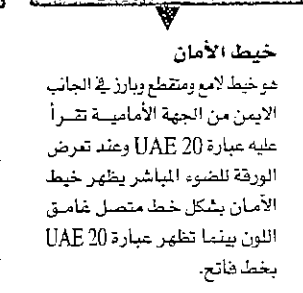 خيط الأمان
هو خيط لامع ومتقطع وبارز في الجانب
الايمن من الجهة الأمامية تقرأ
عليه عبارة UAE 20 وعند تعرض
الورقة للضوء المباشر يظهر خيط
الأمان بشكل خط متصل غامق
اللون بينما تظهر عبارة UAE 20
بخط فاتح.